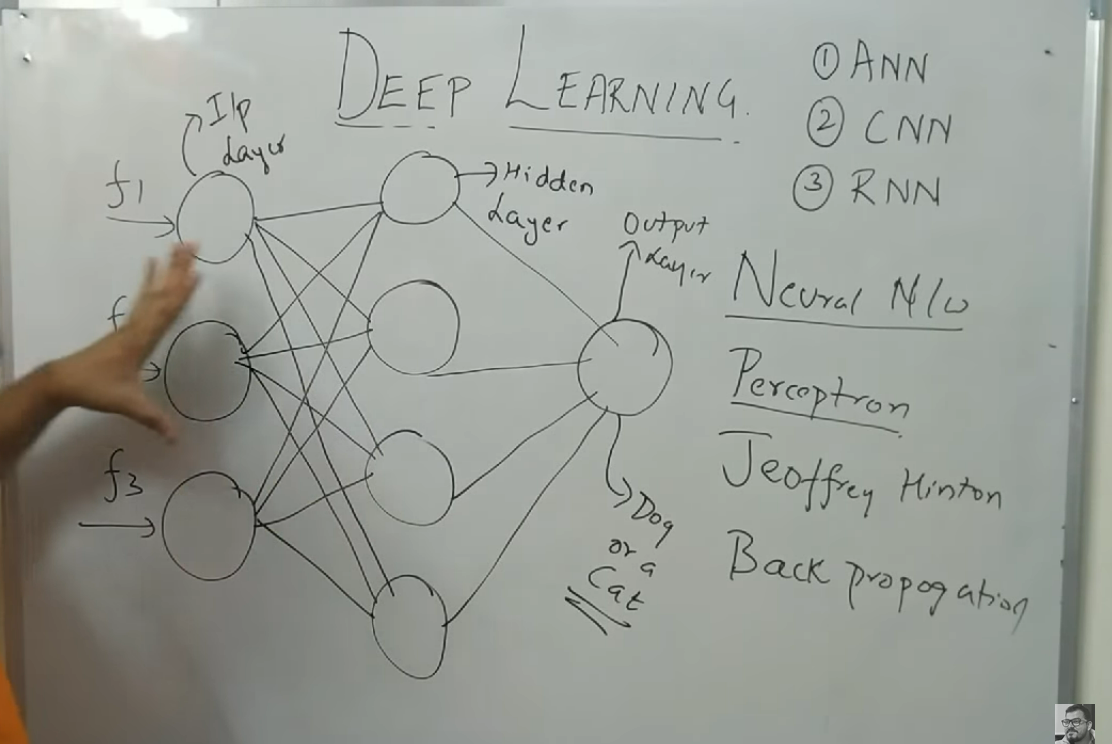 DEEP LEARNING.
① ANN
② CNN
③ RNN
I/p
Layer
f1
f
f3
Hidden
Layer
Output
Layer
Dog
or a
Cat
Neural N/w
Perceptron
Jeoffrey Hinton
Back propogation